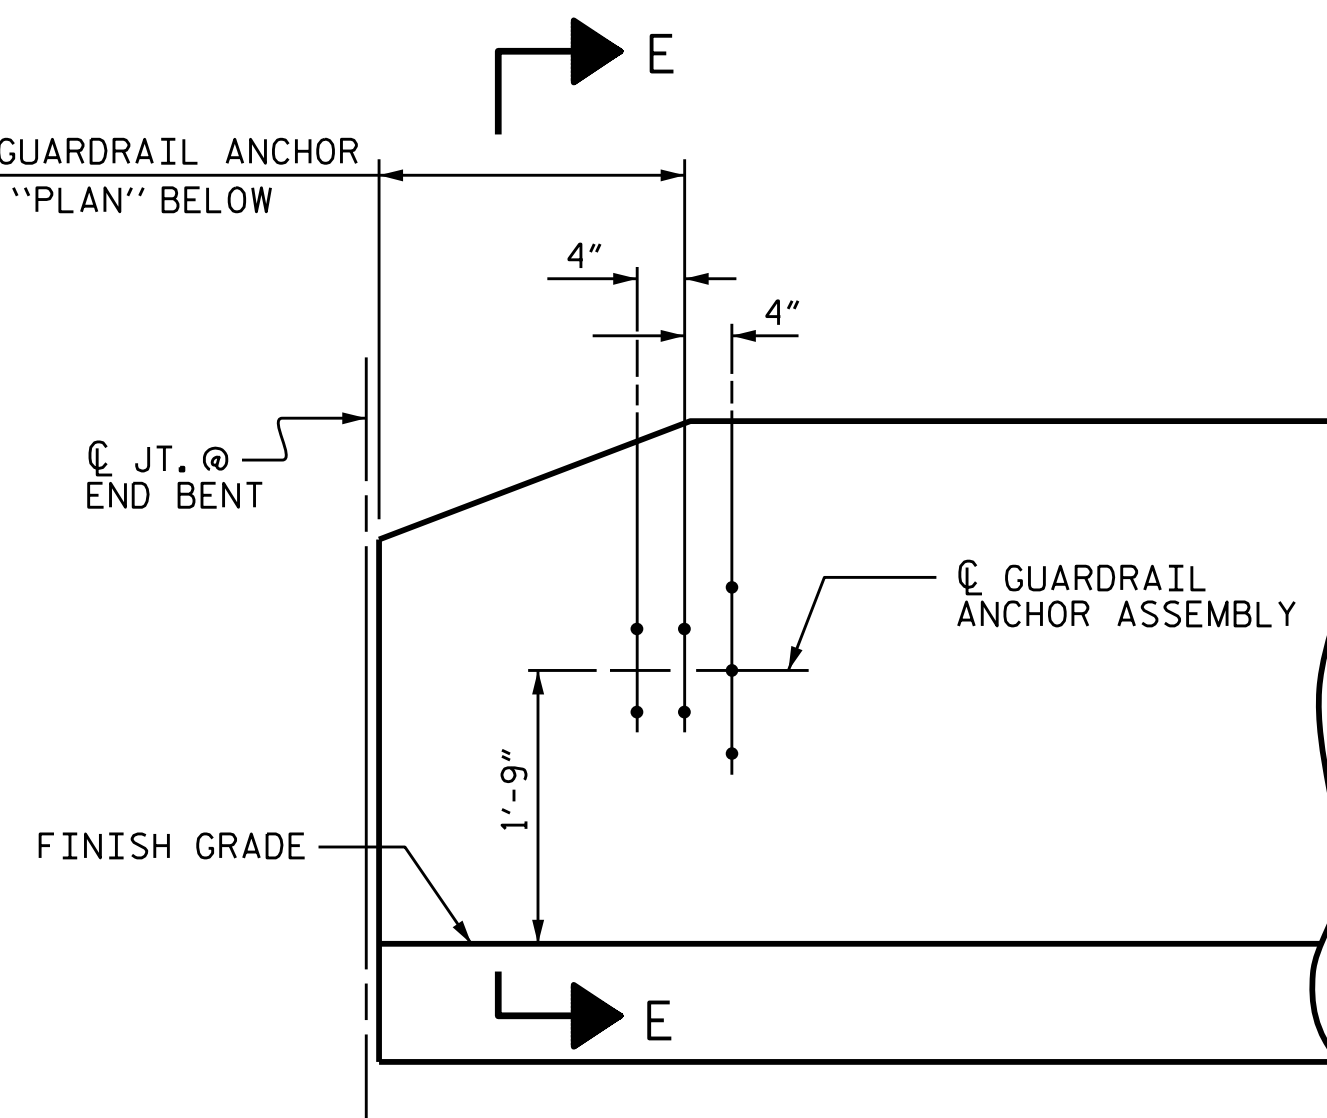 E
GUARDRAIL ANCHOR
"PLAN" BELOW
4"
4"
℄ JT. @
END BENT
℄ GUARDRAIL
ANCHOR ASSEMBLY
1'-9"
FINISH GRADE
E